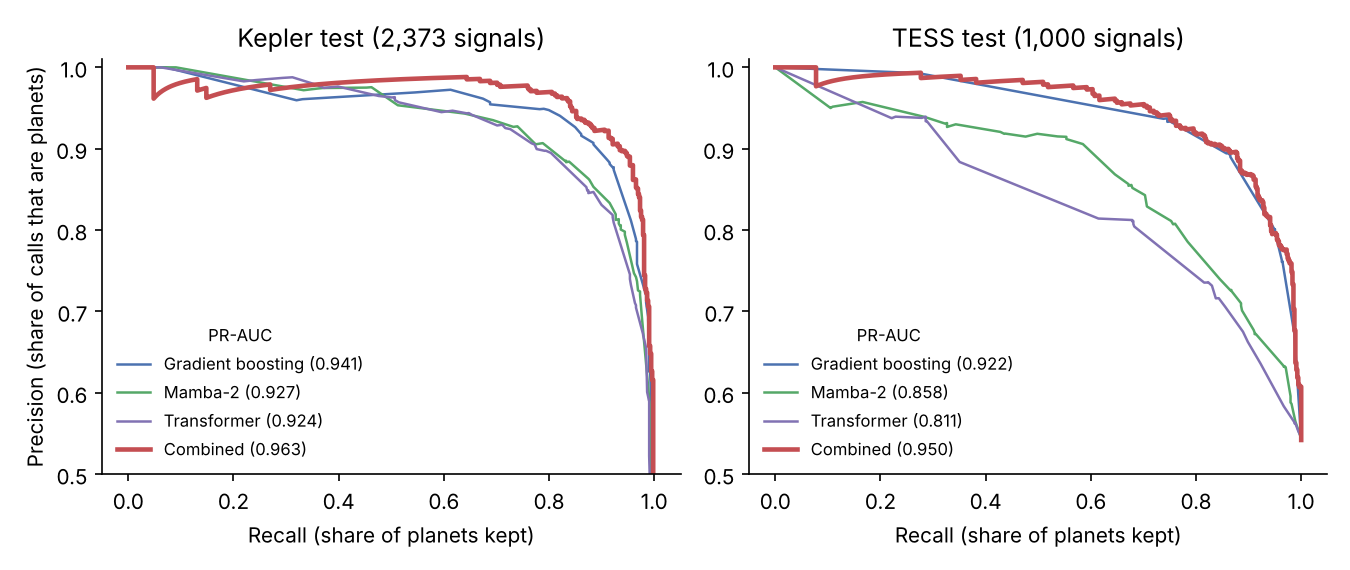 Kepler test (2,373 signals)
Precision (share of calls that are planets)
1.0
0.9
0.8
0.7
0.6
0.5
PR-AUC
Gradient boosting (0.941)
Mamba-2 (0.927)
Transformer (0.924)
Combined (0.963)
0.0 0.2 0.4 0.6 0.8 1.0
Recall (share of planets kept)
TESS test (1,000 signals)
1.0
0.9
0.8
0.7
0.6
0.5
PR-AUC
Gradient boosting (0.922)
Mamba-2 (0.858)
Transformer (0.811)
Combined (0.950)
0.0 0.2 0.4 0.6 0.8 1.0
Recall (share of planets kept)